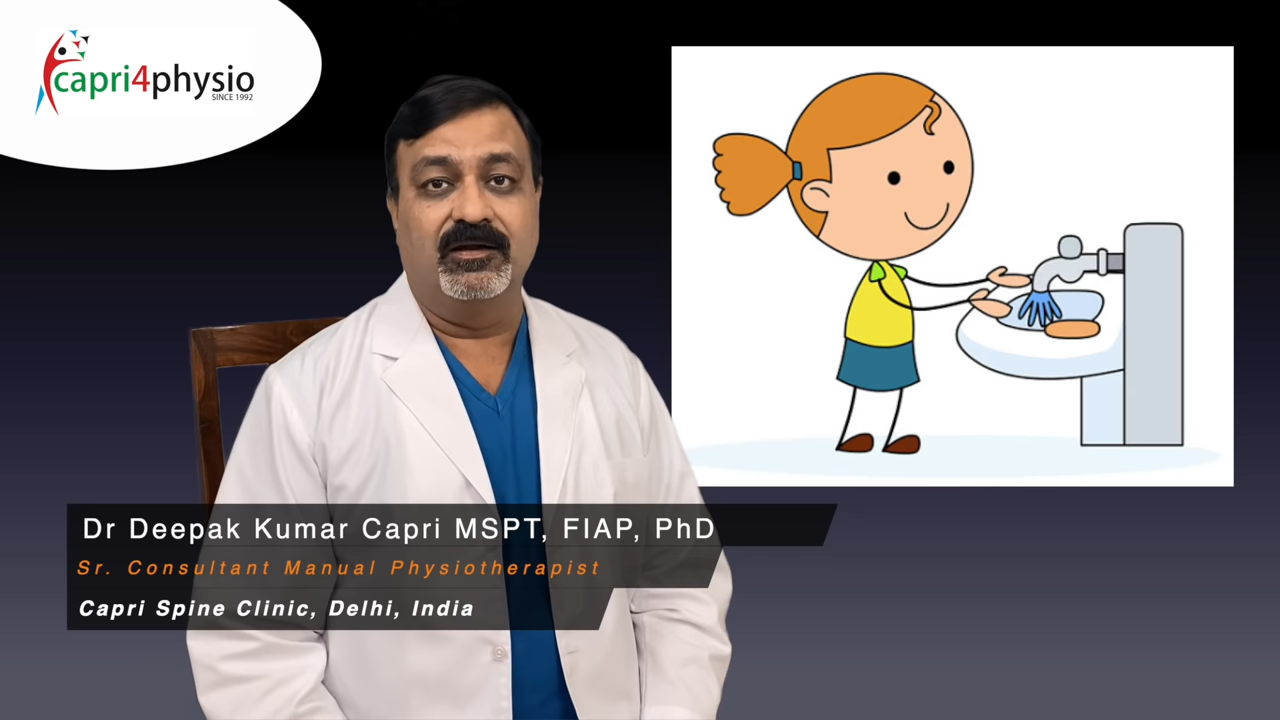 capri4physio
SINCE 1992
Dr Deepak Kumar Capri MSPT, FIAP, PhD
Sr. Consultant Manual Physiotherapist
Capri Spine Clinic, Delhi, India